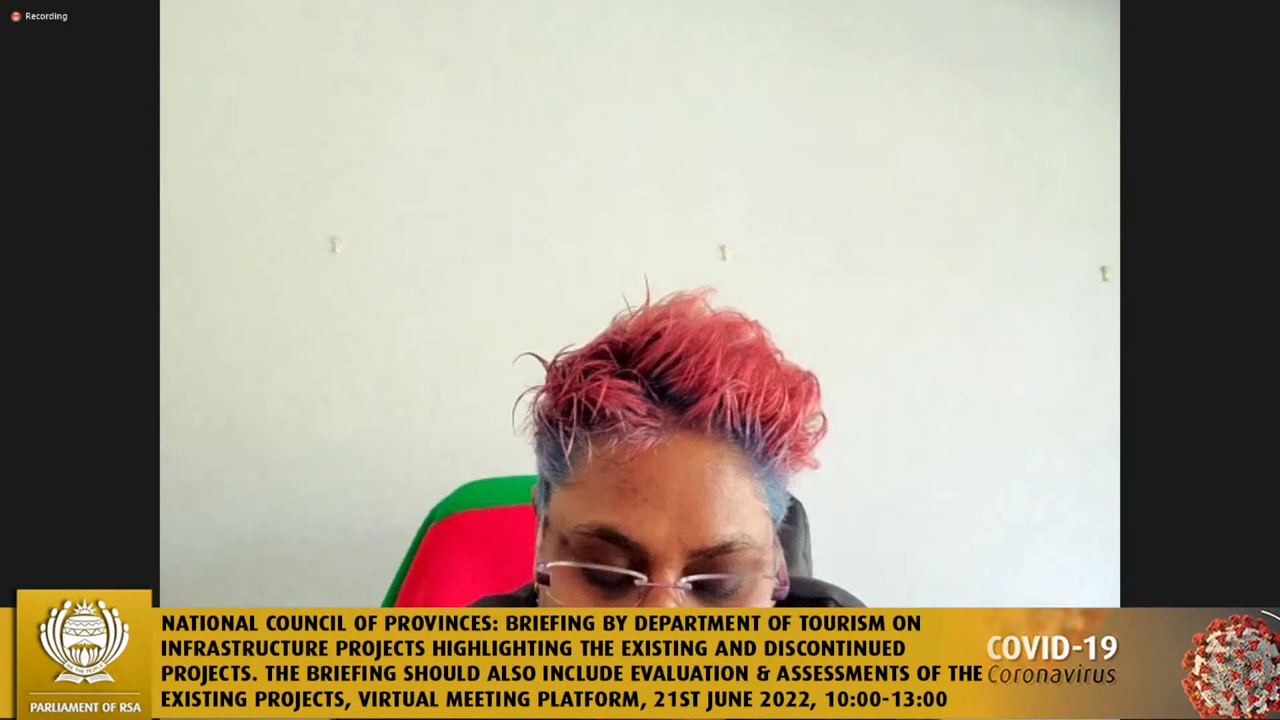 Recording
NATIONAL COUNCIL OF PROVINCES: BRIEFING BY DEPARTMENT OF TOURISM ON
INFRASTRUCTURE PROJECTS HIGHLIGHTING THE EXISTING AND DISCONTINUED
PROJECTS. THE BRIEFING SHOULD ALSO INCLUDE EVALUATION & ASSESSMENTS OF THE
EXISTING PROJECTS, VIRTUAL MEETING PLATFORM, 21ST JUNE 2022, 10:00-13:00
COVID-19
Coronavirus
PARLIAMENT OF RSA